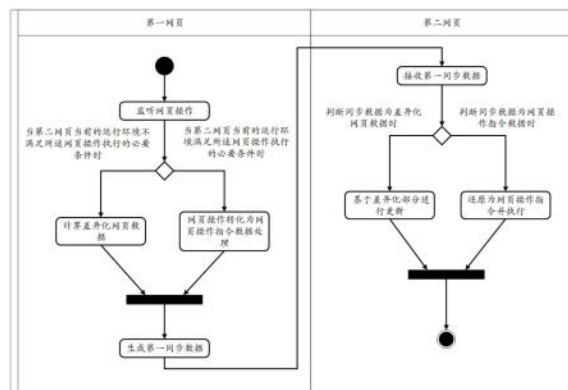 第一网页
第二网页
监听网页操作
当第二网页当前的运行环境不
满足所述网页操作执行的必要
条件时
当第二网页当前的运行环
境满足所述网页操作执行
的必要条件时
计算差异化网页数
据
网页操作转化为网
页操作指令数据处
理
生成第一同步数据
接收第一同步数据
判断同步数据为差异化
网页数据时
判断同步数据为网页操
作指令数据时
基于差异化部分进
行更新
还原为网页操作指
令并执行